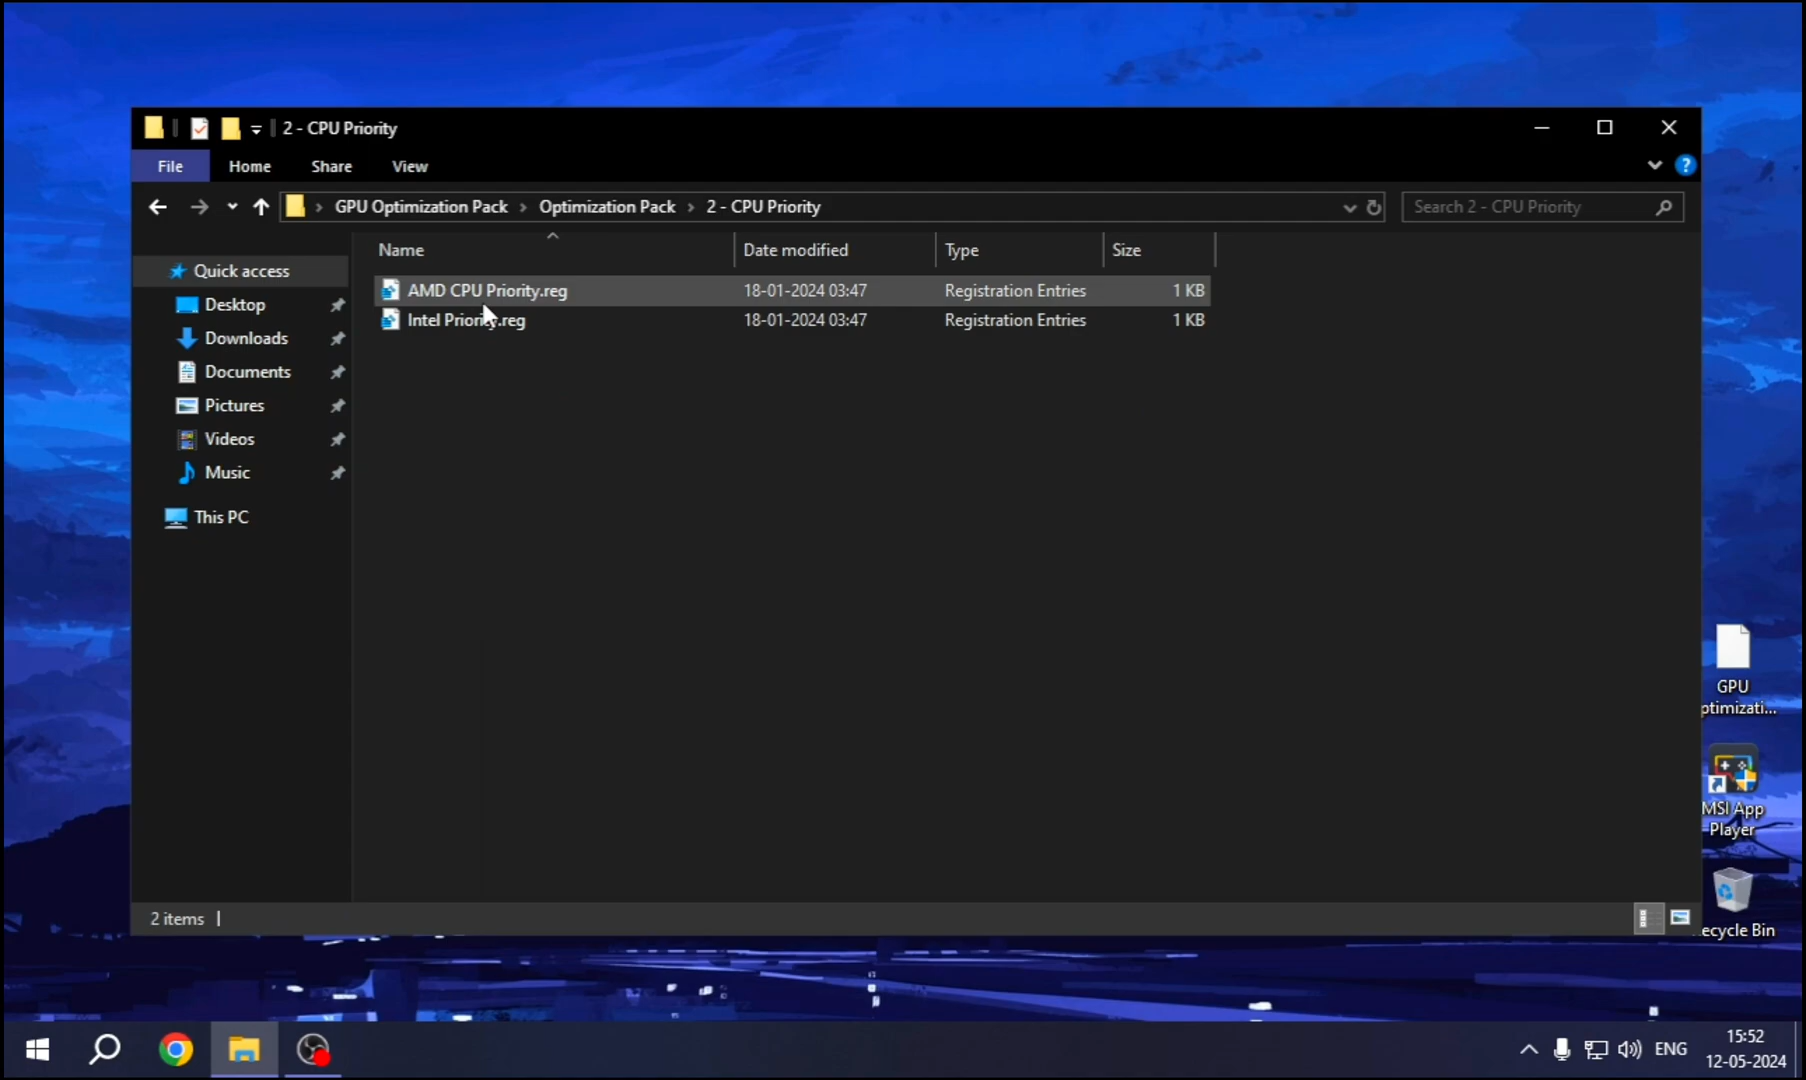 2 - CPU Priority
File
Home
Share
View
GPU Optimization Pack
Optimization Pack
2 - CPU Priority
Search 2 - CPU Priority
Name
Date modified
Type
Size
Quick access
Desktop
Downloads
Documents
Pictures
Videos
Music
This PC
AMD CPU Priority.reg 18-01-2024 03:47 Registration Entries 1 KB
Intel Priority.reg 18-01-2024 03:47 Registration Entries 1 KB
2 items
GPU
ptimizati...
MSI App
Player
ecycle Bin
ENG
15:52
12-05-2024